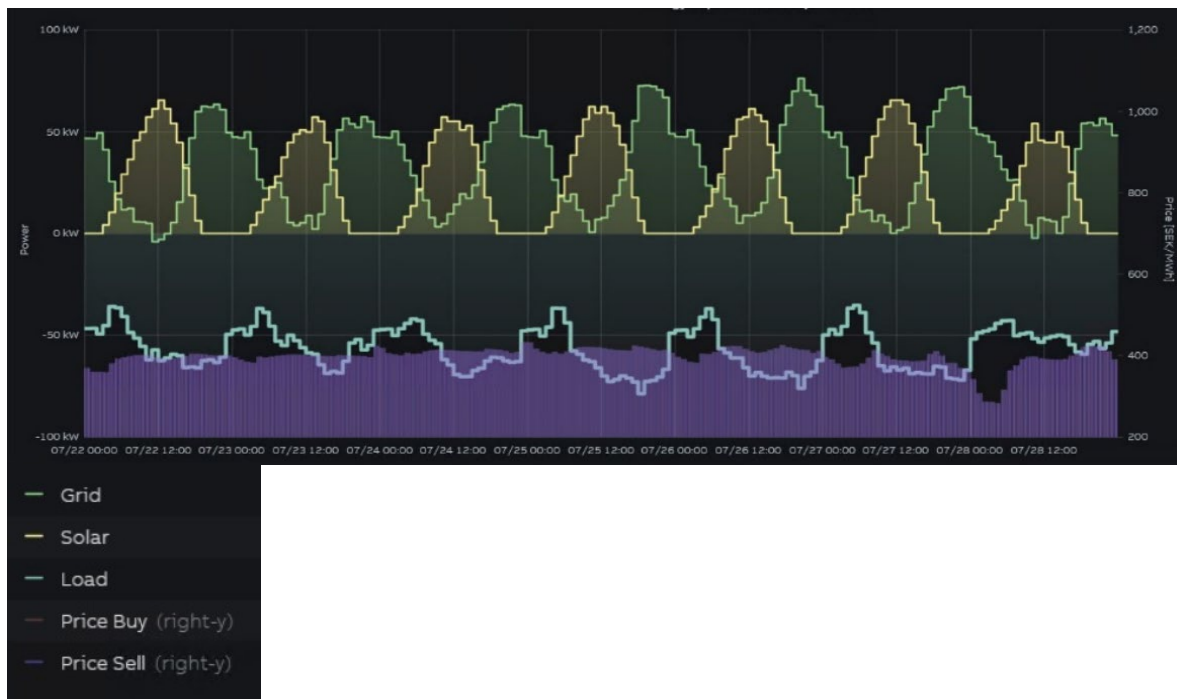 100 kW
50 kW
0 kW
-50 kW
-100 kW
Power
1,200
1,000
800
600
400
200
Price [SEK/MWh]
07/22 00:00 07/22 12:00 07/23 00:00 07/23 12:00 07/24 00:00 07/24 12:00 07/25 00:00 07/25 12:00 07/26 00:00 07/26 12:00 07/27 00:00 07/27 12:00 07/28 00:00 07/28 12:00
Grid
Solar
Load
Price Buy (right-y)
Price Sell (right-y)